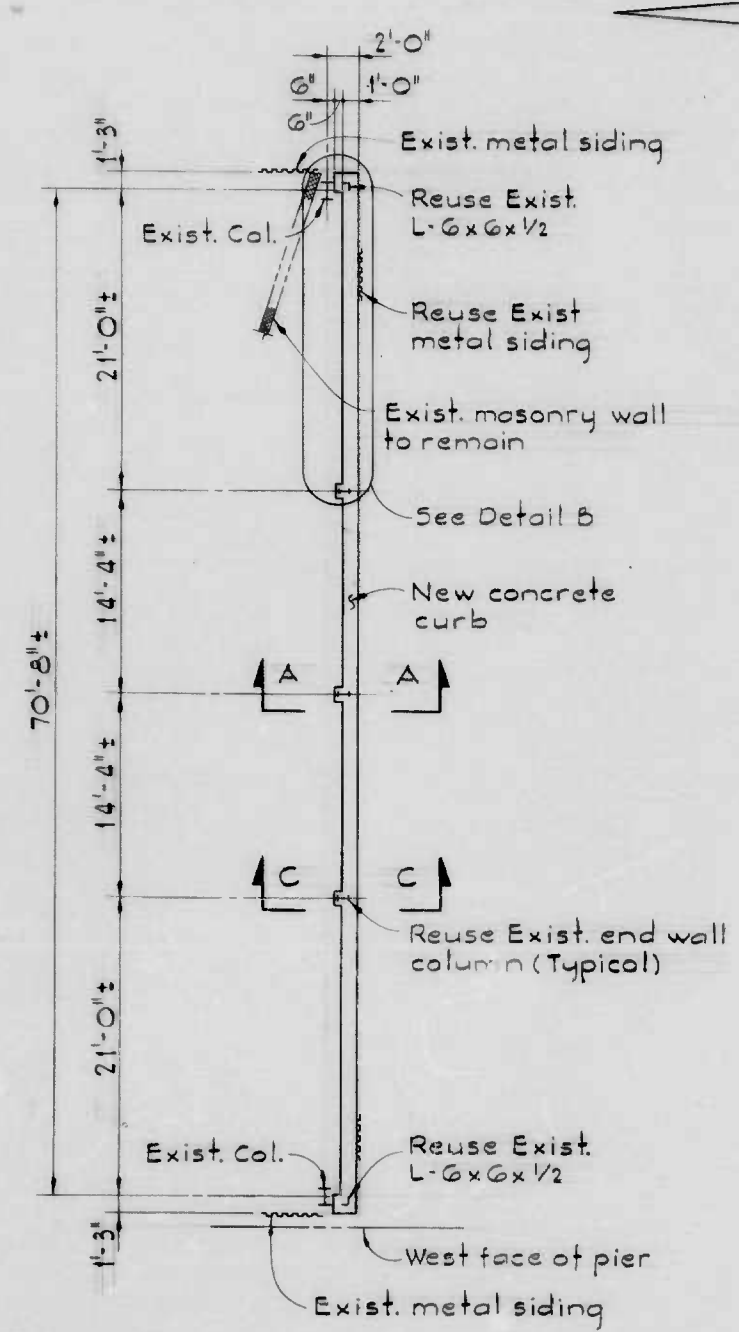 2'-0"
6" 1'-0"
6"
1'-3"
Exist. metal siding
Exist. Col.
Reuse Exist.
L-6x6x1/2
21'-0"±
Reuse Exist
metal siding
Exist. masonry wall
to remain
See Detail B
14'-4"±
New concrete
curb
70'-8"±
A A
14'-4"±
C C
Reuse Exist. end wall
column (Typical)
21'-0"±
Exist. Col.
Reuse Exist.
L-6x6x1/2
1'-3"
West face of pier
Exist. metal siding